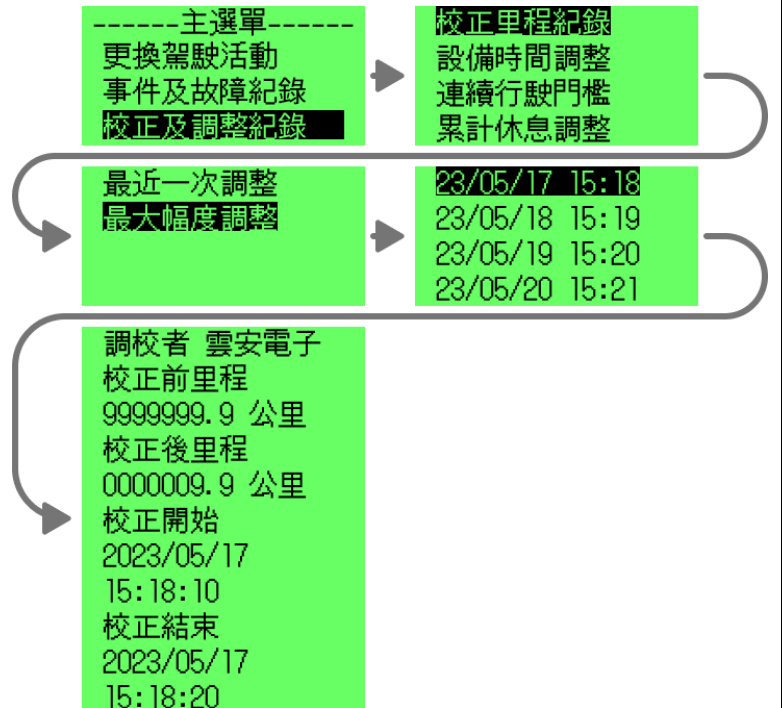 ------主選單------
更換駕駛活動
事件及故障紀錄
校正及調整紀錄
校正里程紀錄
設備時間調整
連續行駛門檻
累計休息調整
最近一次調整
最大幅度調整
23/05/17 15:18
23/05/18 15:19
23/05/19 15:20
23/05/20 15:21
調校者 雲安電子
校正前里程
9999999.9 公里
校正後里程
0000009.9 公里
校正開始
2023/05/17
15:18:10
校正結束
2023/05/17
15:18:20